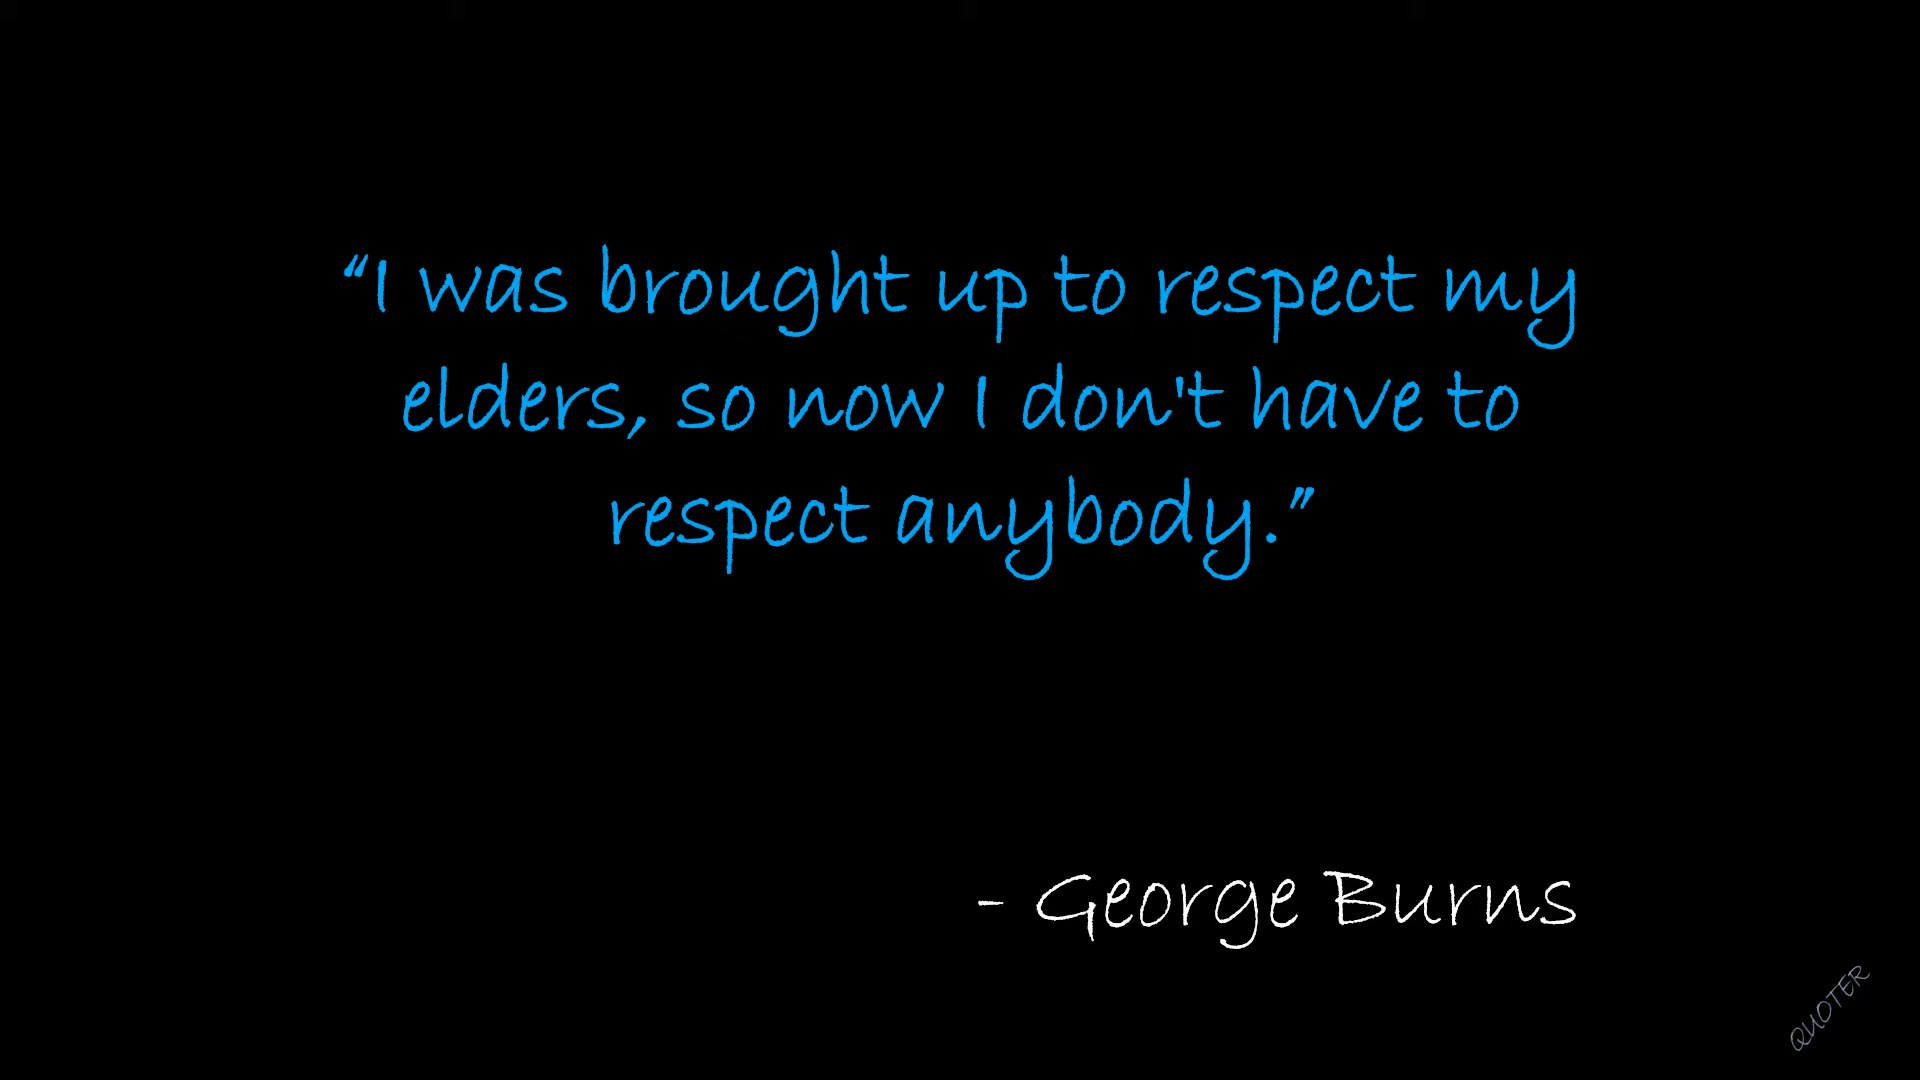 “I was brought up to respect my
elders, so now I don't have to
respect anybody.”
- George Burns
QUOTER